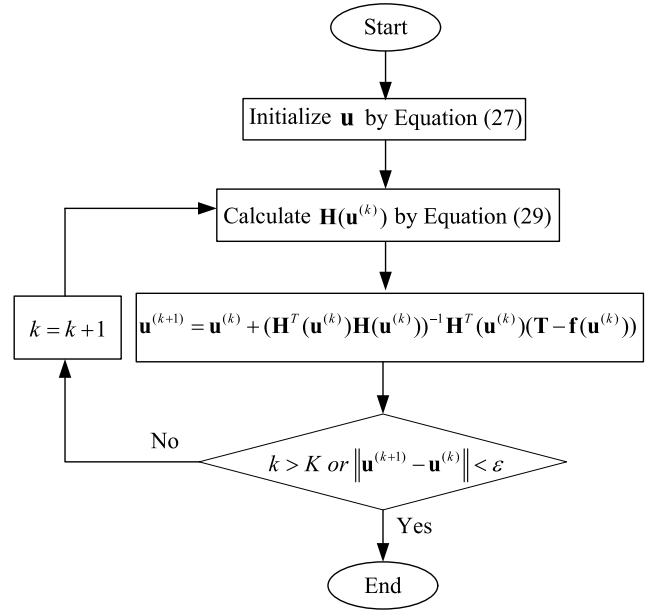 Start
Initialize u by Equation (27)
Calculate H(u^(k)) by Equation (29)
u^(k+1) = u^(k) + (H^T(u^(k))H(u^(k)))^−1 H^T(u^(k))(T − f(u^(k)))
k = k+1
No
k > K or ‖u^(k+1) − u^(k)‖ < ε
Yes
End